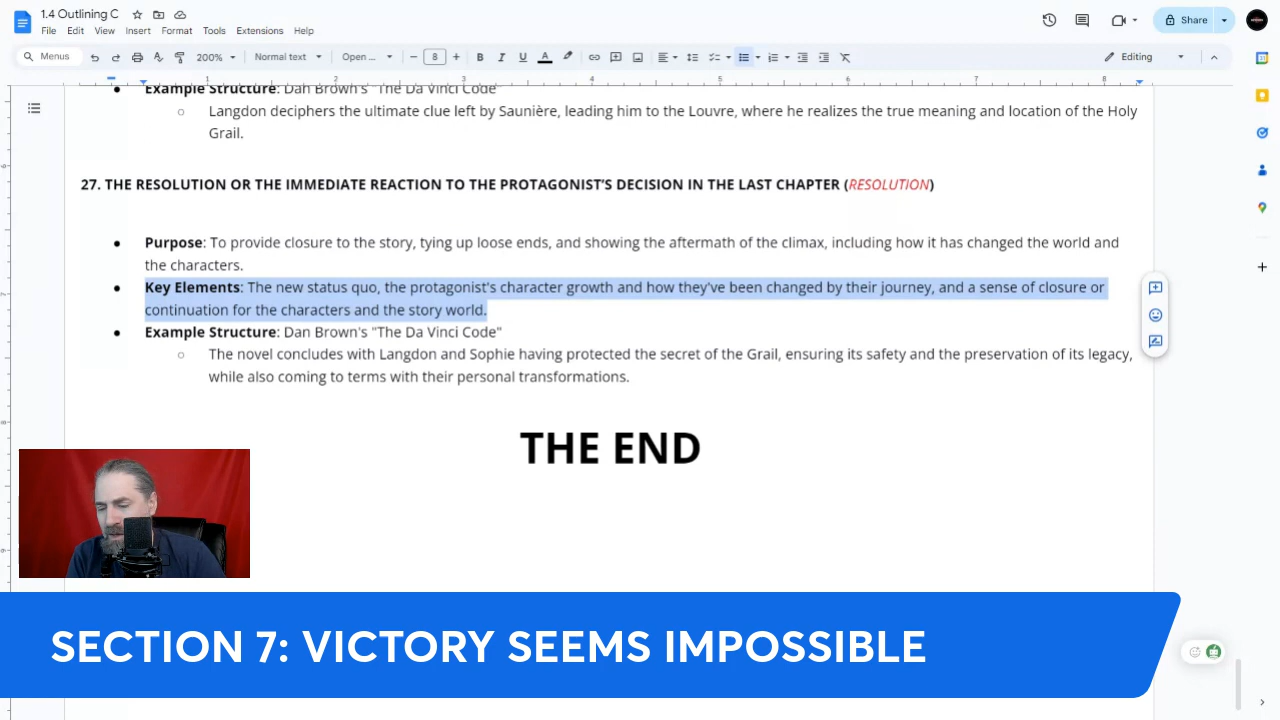 1.4 Outlining C
File Edit View Insert Format Tools Extensions Help
Share
Menus
200%
Normal text
Open ...
8
B I U A
Editing
1 2 3 4 5 6 7 8
Example Structure: Dan Brown's "The Da Vinci Code"
Langdon deciphers the ultimate clue left by Saunière, leading him to the Louvre, where he realizes the true meaning and location of the Holy
Grail.
27. THE RESOLUTION OR THE IMMEDIATE REACTION TO THE PROTAGONIST'S DECISION IN THE LAST CHAPTER (RESOLUTION)
Purpose: To provide closure to the story, tying up loose ends, and showing the aftermath of the climax, including how it has changed the world and
the characters.
Key Elements: The new status quo, the protagonist's character growth and how they've been changed by their journey, and a sense of closure or
continuation for the characters and the story world.
Example Structure: Dan Brown's "The Da Vinci Code"
The novel concludes with Langdon and Sophie having protected the secret of the Grail, ensuring its safety and the preservation of its legacy,
while also coming to terms with their personal transformations.
THE END
SECTION 7: VICTORY SEEMS IMPOSSIBLE